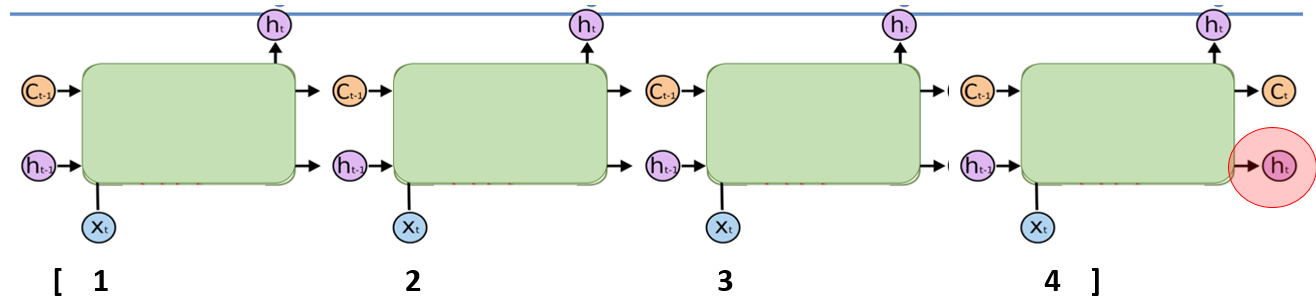 ht ht ht ht
Ct-1 Ct-1 Ct-1 Ct-1 Ct
ht-1 ht-1 ht-1 ht-1 ht
xt xt xt xt
[ 1 2 3 4 ]